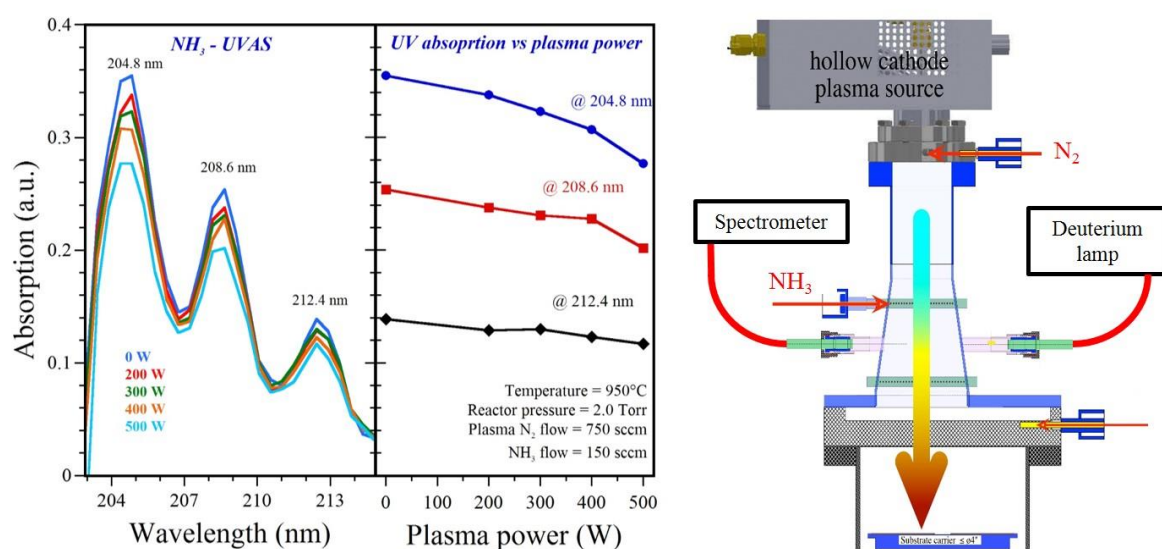 NH₃ - UVAS
UV absoprtion vs plasma power
0.4
0.3
0.2
0.1
0
Absorption (a.u.)
204.8 nm
208.6 nm
212.4 nm
0 W
200 W
300 W
400 W
500 W
204
207
210
213
Wavelength (nm)
@ 204.8 nm
@ 208.6 nm
@ 212.4 nm
Temperature = 950°C
Reactor pressure = 2.0 Torr
Plasma N₂ flow = 750 sccm
NH₃ flow = 150 sccm
0
100
200
300
400
500
Plasma power (W)
hollow cathode
plasma source
N₂
Spectrometer
Deuterium
lamp
NH₃
Substrate carrier ≤ ø4"